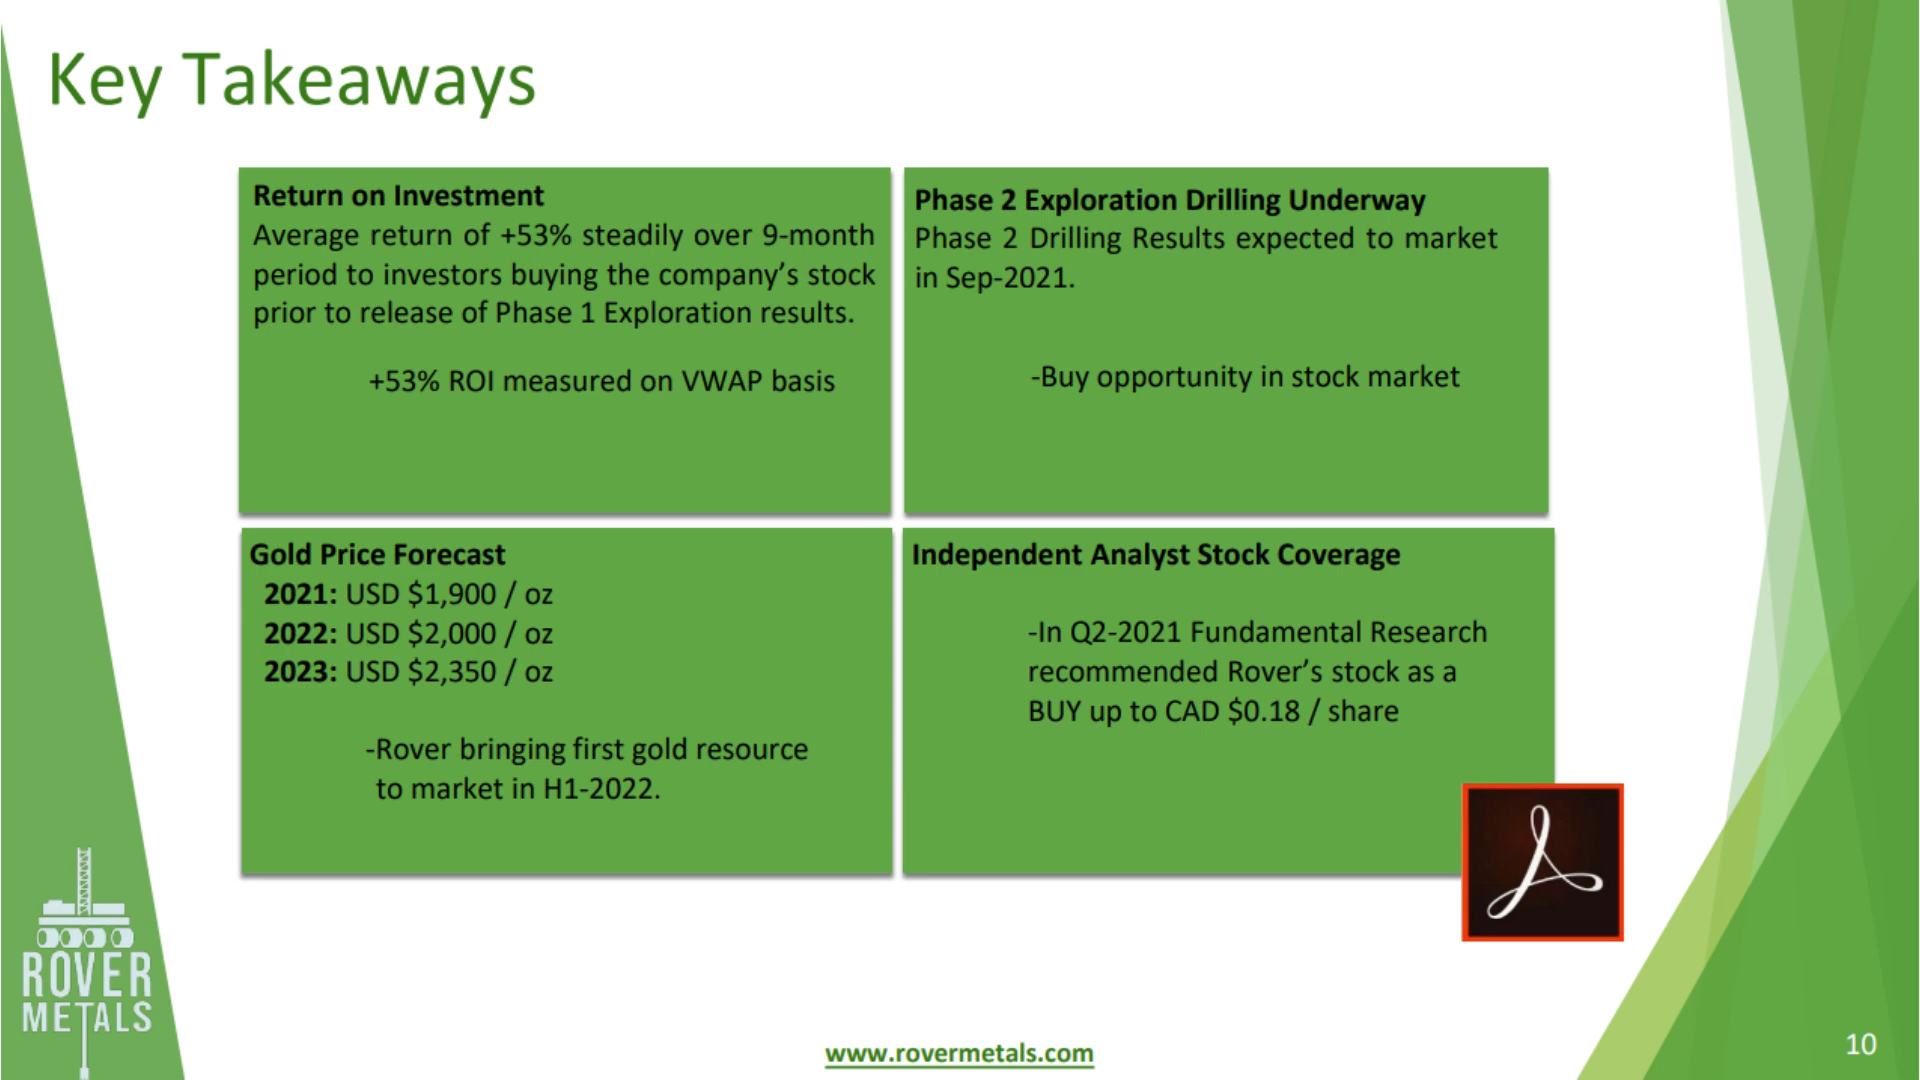 Key Takeaways
Return on Investment
Average return of +53% steadily over 9-month
period to investors buying the company’s stock
prior to release of Phase 1 Exploration results.
+53% ROI measured on VWAP basis
Phase 2 Exploration Drilling Underway
Phase 2 Drilling Results expected to market
in Sep-2021.
-Buy opportunity in stock market
Gold Price Forecast
2021: USD $1,900 / oz
2022: USD $2,000 / oz
2023: USD $2,350 / oz
-Rover bringing first gold resource
to market in H1-2022.
Independent Analyst Stock Coverage
-In Q2-2021 Fundamental Research
recommended Rover’s stock as a
BUY up to CAD $0.18 / share
ROVER
METALS
www.rovermetals.com
10